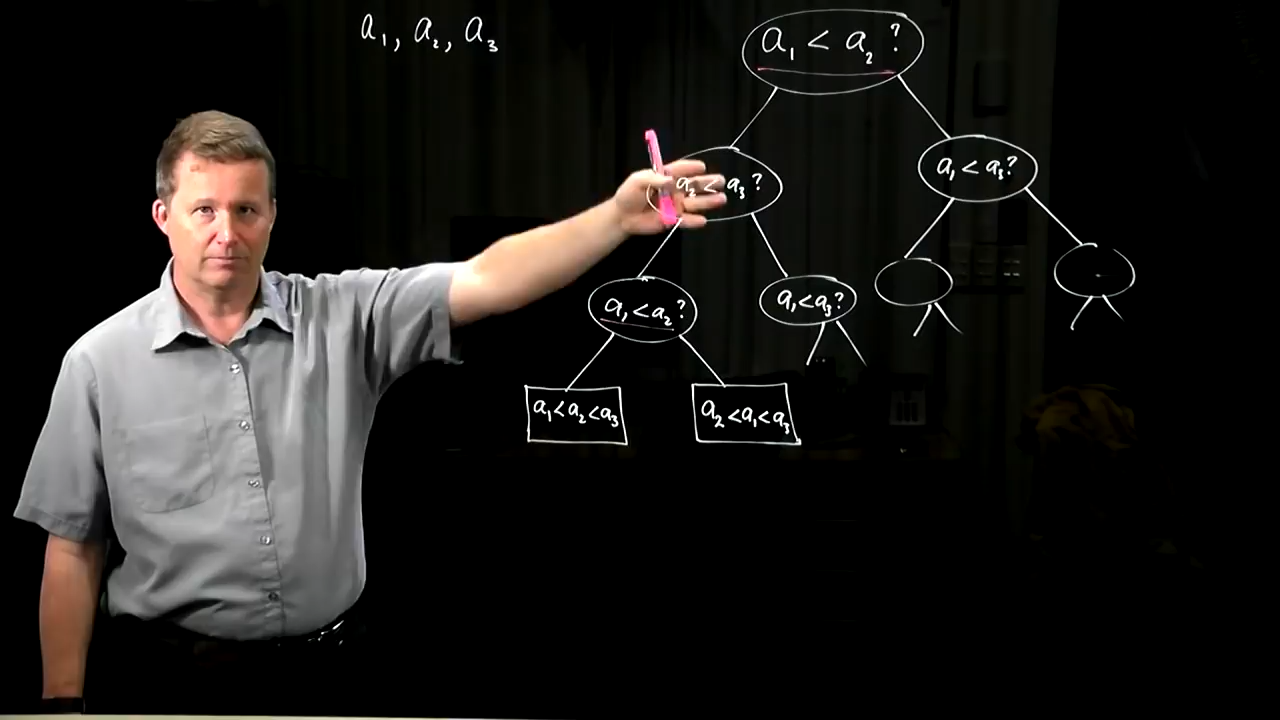 a₁, a₂, a₃
a₁ < a₂ ?
a₂ < a₃ ?
a₁ < a₃ ?
a₁ < a₂ ?
a₁ < a₃ ?
a₁ < a₂ < a₃
a₂ < a₁ < a₃